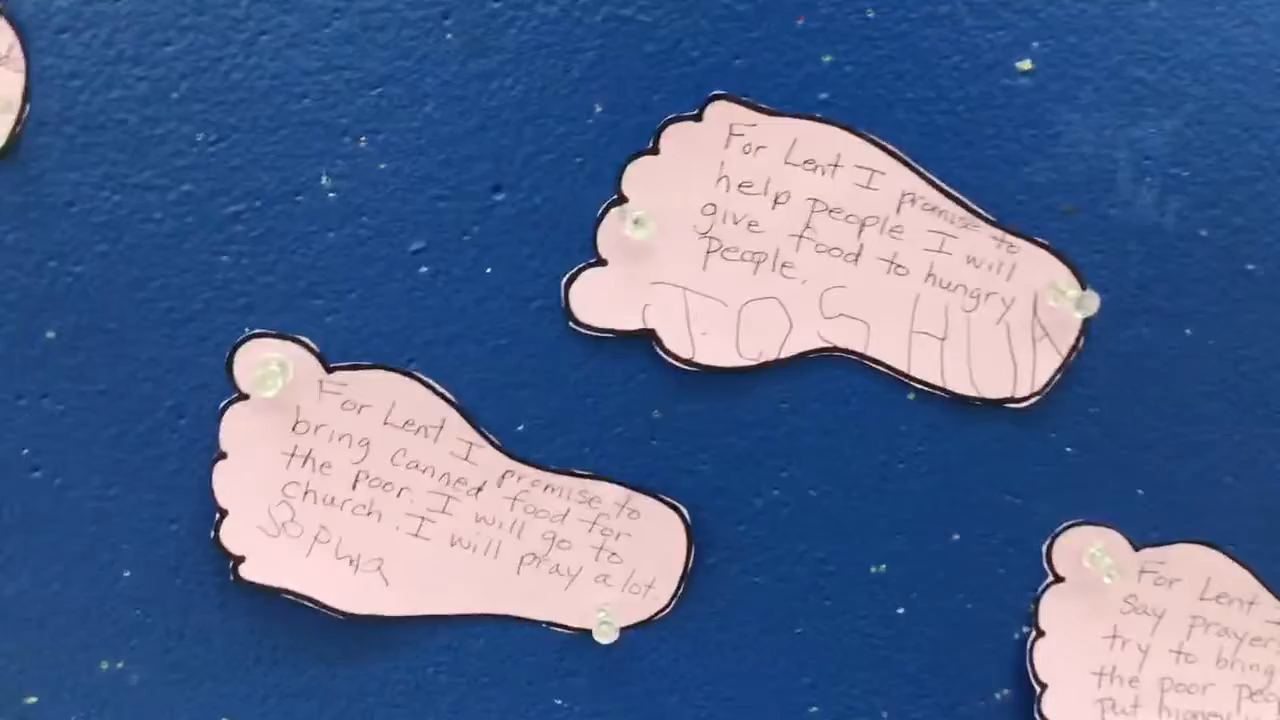 For Lent I promise to
help people I will
give food to hungry
people.
JOSHUA
For Lent I promise to
bring canned food for
the poor. I will go to
church. I will pray a lot.
Sophia
For Lent I
say prayer
try to bring
the poor peo
put